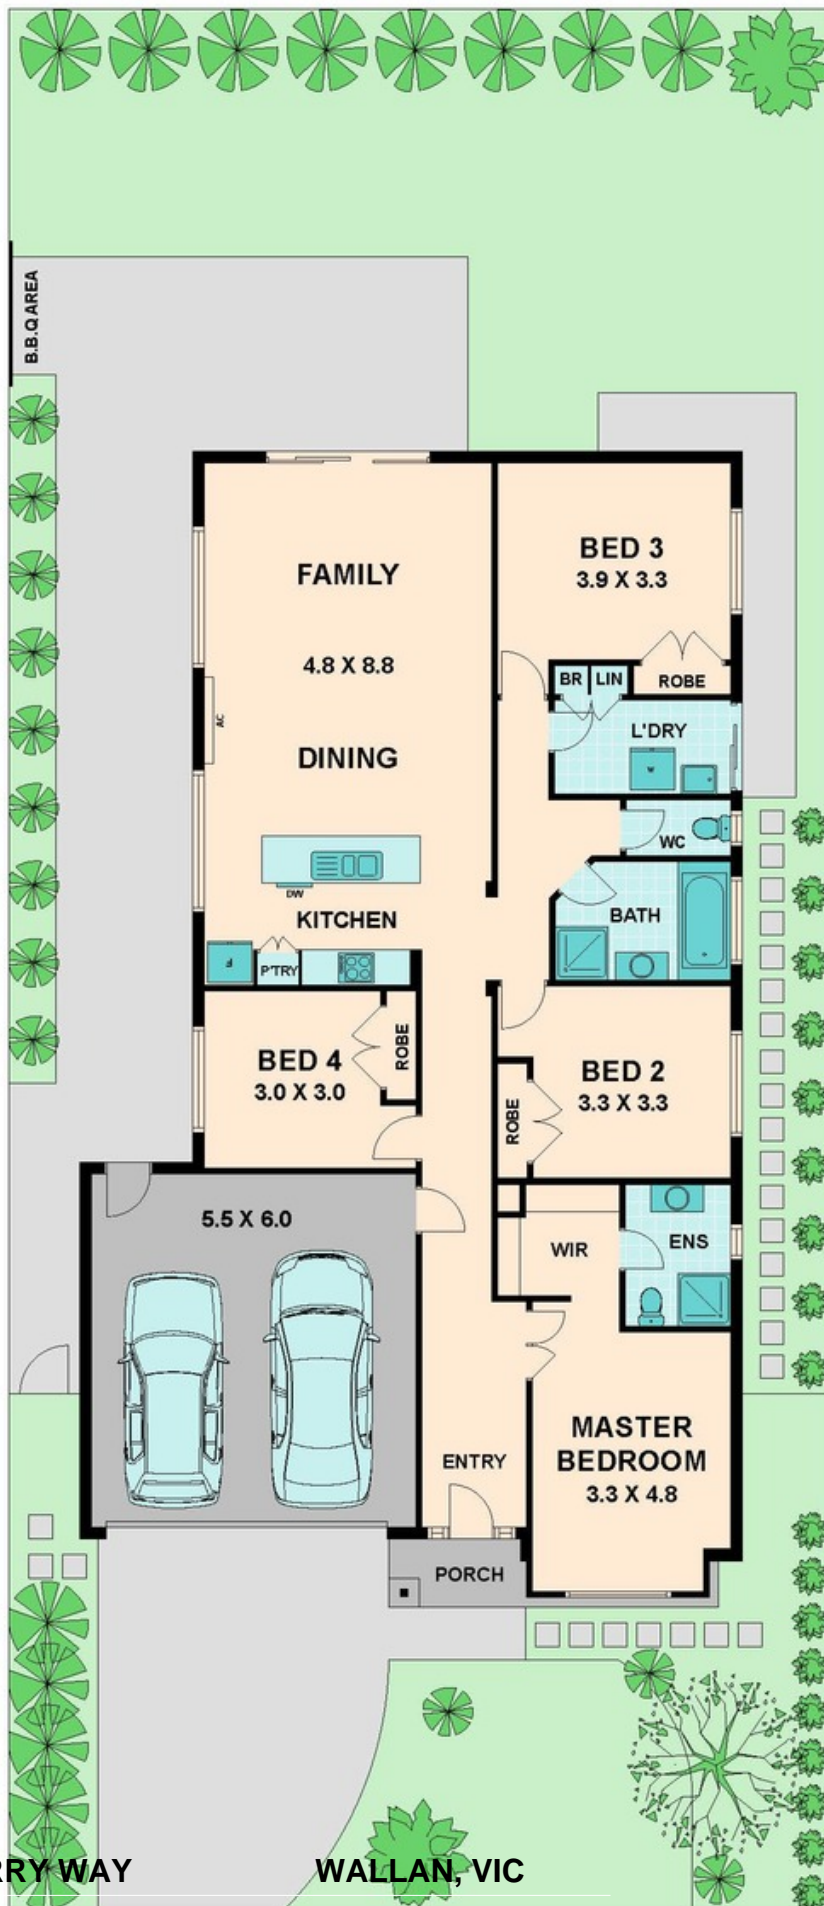 B.B.Q AREA
BED 3
3.9 X 3.3
FAMILY
4.8 X 8.8
BR
LIN
ROBE
AC
L'DRY
DINING
W
WC
DW
BATH
KITCHEN
F
P'TRY
BED 4
3.0 X 3.0
ROBE
BED 2
3.3 X 3.3
ROBE
5.5 X 6.0
WIR
ENS
MASTER
BEDROOM
3.3 X 4.8
ENTRY
PORCH
WAY
WALLAN, VIC